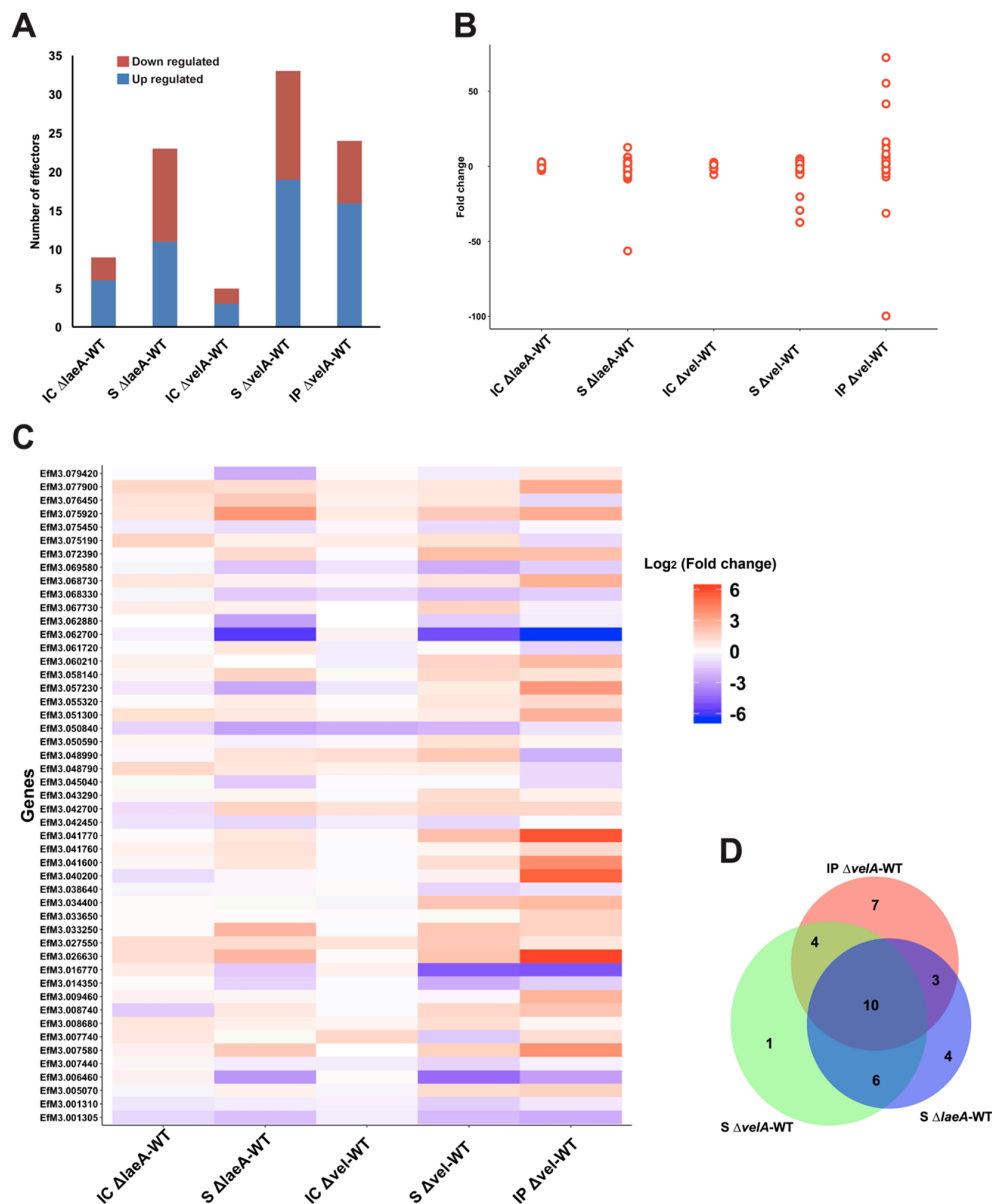 A
Down regulated
Up regulated
35
30
25
20
15
10
5
0
Number of effectors
IC ΔlaeA-WT
S ΔlaeA-WT
IC ΔvelA-WT
S ΔvelA-WT
IP ΔvelA-WT
B
50
0
-50
-100
Fold change
IC ΔlaeA-WT
S ΔlaeA-WT
IC Δvel-WT
S Δvel-WT
IP Δvel-WT
C
Genes
EfM3.079420
EfM3.077900
EfM3.076450
EfM3.075920
EfM3.075450
EfM3.075190
EfM3.072390
EfM3.069580
EfM3.068730
EfM3.068330
EfM3.067730
EfM3.062880
EfM3.062700
EfM3.061720
EfM3.060210
EfM3.058140
EfM3.057230
EfM3.055320
EfM3.051300
EfM3.050840
EfM3.050590
EfM3.048990
EfM3.048790
EfM3.045040
EfM3.043290
EfM3.042700
EfM3.042450
EfM3.041770
EfM3.041760
EfM3.041600
EfM3.040200
EfM3.038640
EfM3.034400
EfM3.033650
EfM3.033250
EfM3.027550
EfM3.026630
EfM3.016770
EfM3.014350
EfM3.009460
EfM3.008740
EfM3.008680
EfM3.007740
EfM3.007580
EfM3.007440
EfM3.006460
EfM3.005070
EfM3.001310
EfM3.001305
IC ΔlaeA-WT
S ΔlaeA-WT
IC Δvel-WT
S Δvel-WT
IP Δvel-WT
Log2 (Fold change)
6
3
0
-3
-6
D
IP ΔvelA-WT
7
4
3
10
1
4
6
S ΔvelA-WT
S ΔlaeA-WT